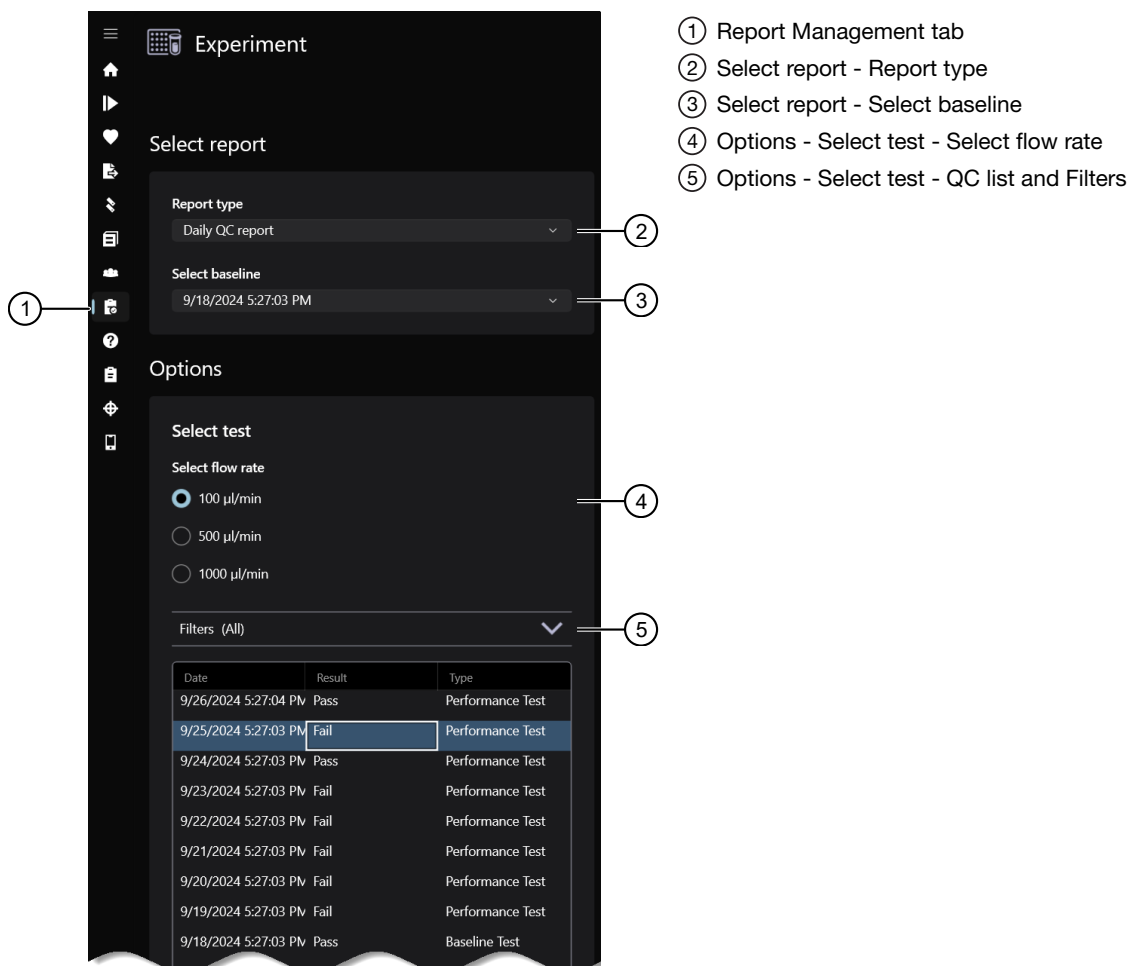 Experiment
Select report
Report type
Daily QC report
Select baseline
9/18/2024 5:27:03 PM
Options
Select test
Select flow rate
100 µl/min
500 µl/min
1000 µl/min
Filters (All)
Date Result Type
9/26/2024 5:27:04 PM Pass Performance Test
9/25/2024 5:27:03 PM Fail Performance Test
9/24/2024 5:27:03 PM Pass Performance Test
9/23/2024 5:27:03 PM Fail Performance Test
9/22/2024 5:27:03 PM Fail Performance Test
9/21/2024 5:27:03 PM Fail Performance Test
9/20/2024 5:27:03 PM Fail Performance Test
9/19/2024 5:27:03 PM Fail Performance Test
9/18/2024 5:27:03 PM Pass Baseline Test
1
2
3
4
5
1 Report Management tab
2 Select report - Report type
3 Select report - Select baseline
4 Options - Select test - Select flow rate
5 Options - Select test - QC list and Filters